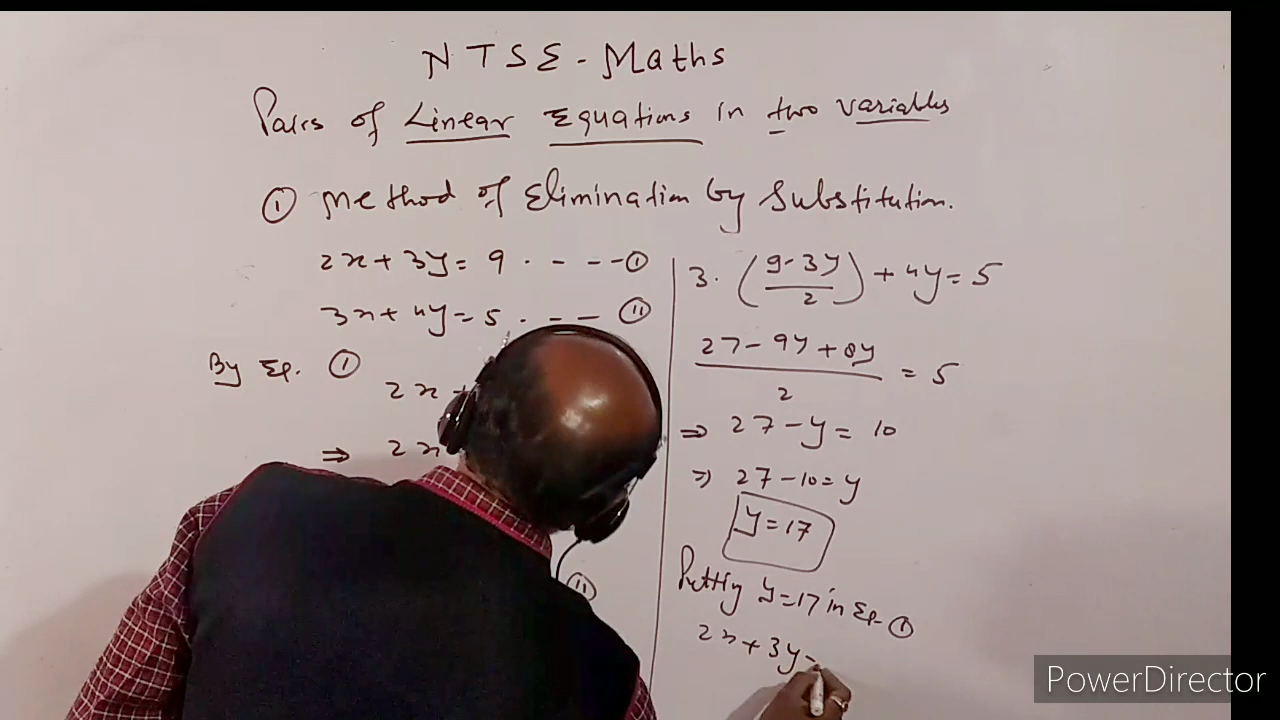 NTSE - Maths
Pairs of Linear Equations in two variables
① Method of Elimination by Substitution.
2x + 3y = 9 - - - - ①
3x + 4y = 5 - - - ⑪
By Eq. ①
2x +
⇒ 2x
⑪
3. (9-3y/2) + 4y = 5
27 - 9y + 8y / 2 = 5
⇒ 27 - y = 10
⇒ 27 - 10 = y
y = 17
Putting y = 17 in Eq. ①
2x + 3y =
PowerDirector